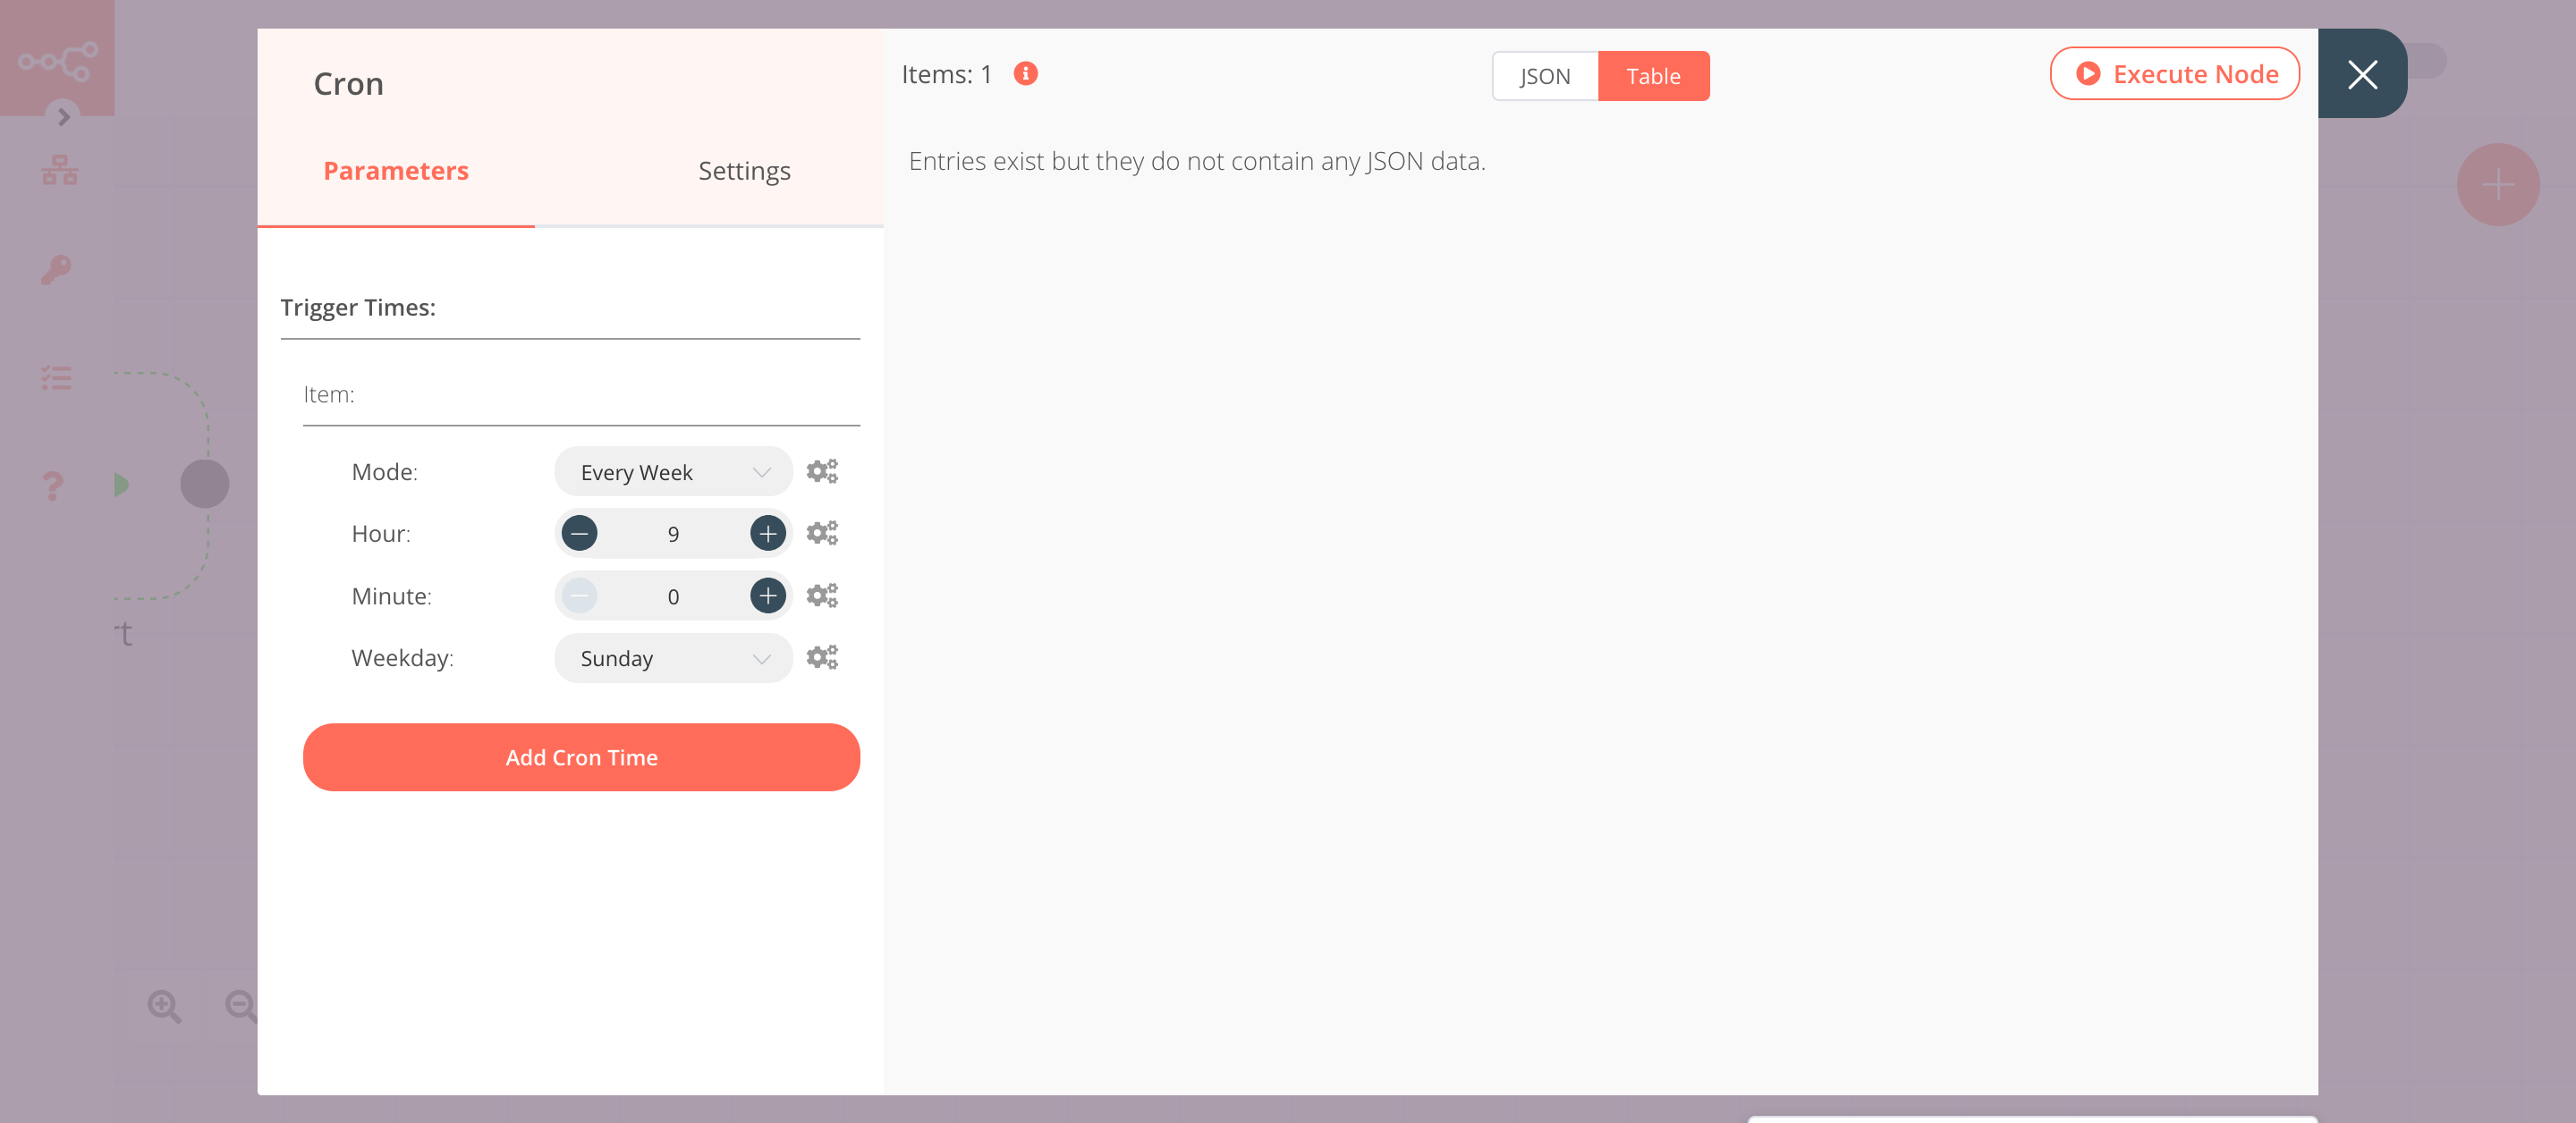 Cron
Parameters
Settings
Items: 1
JSON
Table
Execute Node
Entries exist but they do not contain any JSON data.
Trigger Times:
Item:
Mode:
Every Week
Hour:
9
Minute:
0
Weekday:
Sunday
Add Cron Time